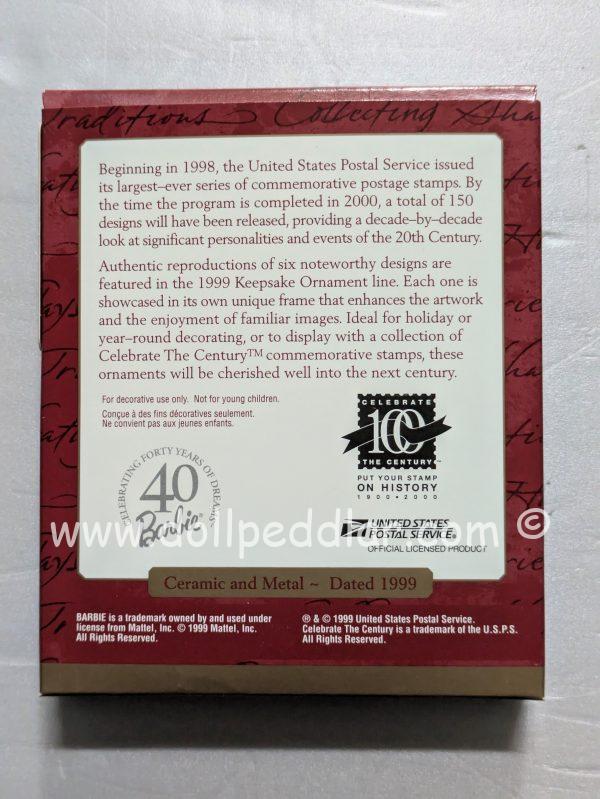 Traditions Collecting Sha
Beginning in 1998, the United States Postal Service issued
its largest–ever series of commemorative postage stamps. By
the time the program is completed in 2000, a total of 150
designs will have been released, providing a decade–by–decade
look at significant personalities and events of the 20th Century.
Authentic reproductions of six noteworthy designs are
featured in the 1999 Keepsake Ornament line. Each one is
showcased in its own unique frame that enhances the artwork
and the enjoyment of familiar images. Ideal for holiday or
year–round decorating, or to display with a collection of
Celebrate The Century™ commemorative stamps, these
ornaments will be cherished well into the next century.
For decorative use only. Not for young children.
Conçue à des fins décoratives seulement.
Ne convient pas aux jeunes enfants.
CELEBRATE
100
THE CENTURY™
PUT YOUR STAMP
ON HISTORY
1900 • 2000
CELEBRATING FORTY YEARS OF DREAMS
40
Barbie®
www.dollpeddlar.com ©
UNITED STATES
POSTAL SERVICE®
OFFICIAL LICENSED PRODUCT
Ceramic and Metal ~ Dated 1999
BARBIE is a trademark owned by and used under
license from Mattel, Inc. © 1999 Mattel, Inc.
All Rights Reserved.
® & © 1999 United States Postal Service.
Celebrate The Century is a trademark of the U.S.P.S.
All Rights Reserved.